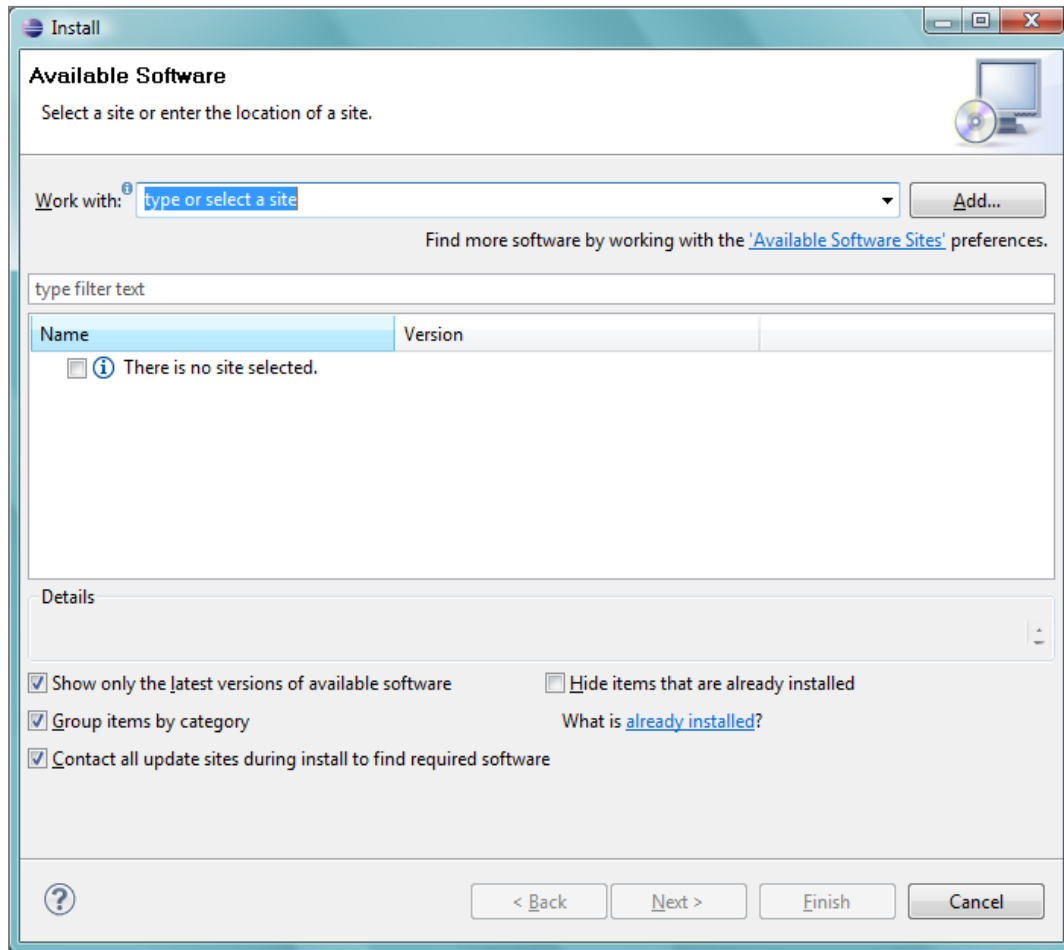 Install
Available Software
Select a site or enter the location of a site.
Work with: type or select a site Add...
Find more software by working with the 'Available Software Sites' preferences.
type filter text
Name Version
There is no site selected.
Details
Show only the latest versions of available software Hide items that are already installed
Group items by category What is already installed?
Contact all update sites during install to find required software
< Back Next > Finish Cancel